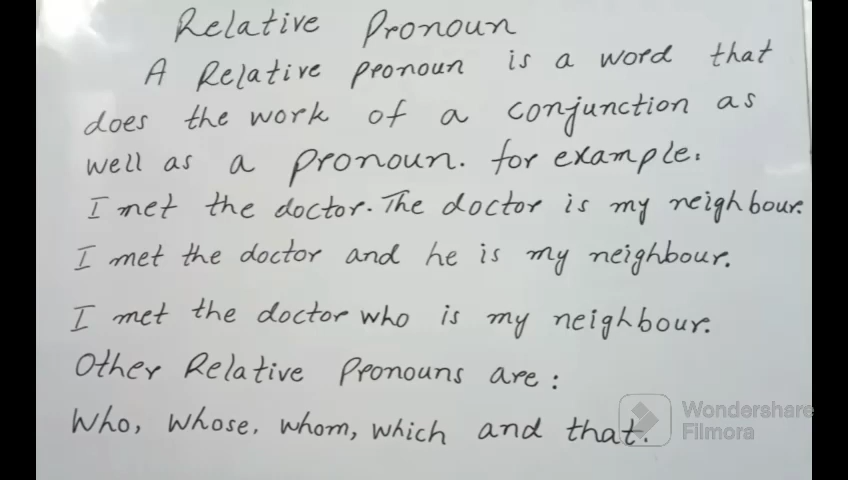 Relative Pronoun
A Relative pronoun is a word that
does the work of a conjunction as
well as a pronoun. for example.
I met the doctor. The doctor is my neighbour.
I met the doctor and he is my neighbour.
I met the doctor who is my neighbour.
Other Relative Pronouns are:
Who, whose, whom, which and that.
Wondershare
Filmora